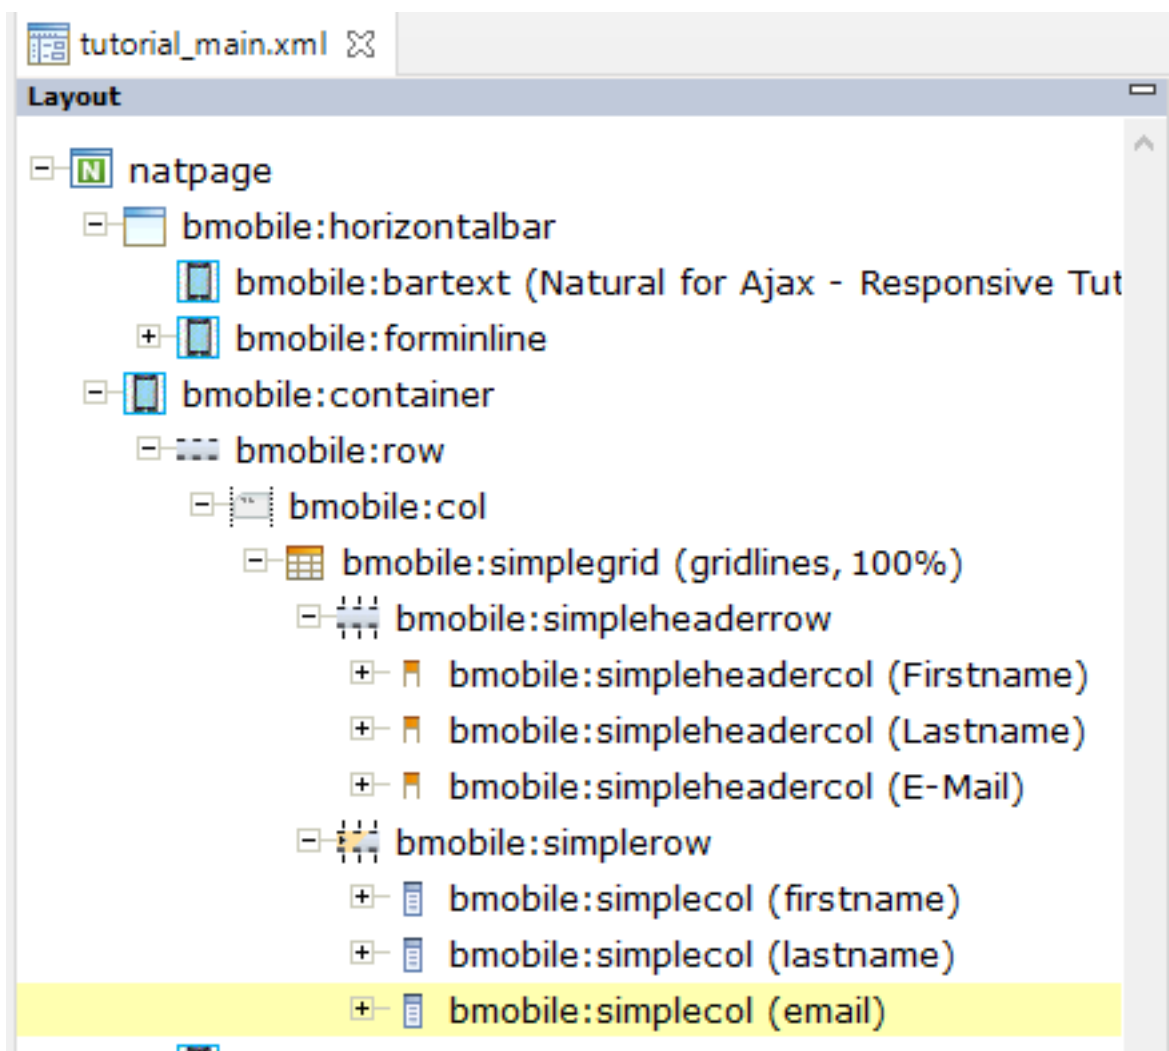 tutorial_main.xml
Layout
natpage
bmobile:horizontalbar
bmobile:bartext (Natural for Ajax - Responsive Tut
bmobile:forminline
bmobile:container
bmobile:row
bmobile:col
bmobile:simplegrid (gridlines, 100%)
bmobile:simpleheaderrow
bmobile:simpleheadercol (Firstname)
bmobile:simpleheadercol (Lastname)
bmobile:simpleheadercol (E-Mail)
bmobile:simplerow
bmobile:simplecol (firstname)
bmobile:simplecol (lastname)
bmobile:simplecol (email)